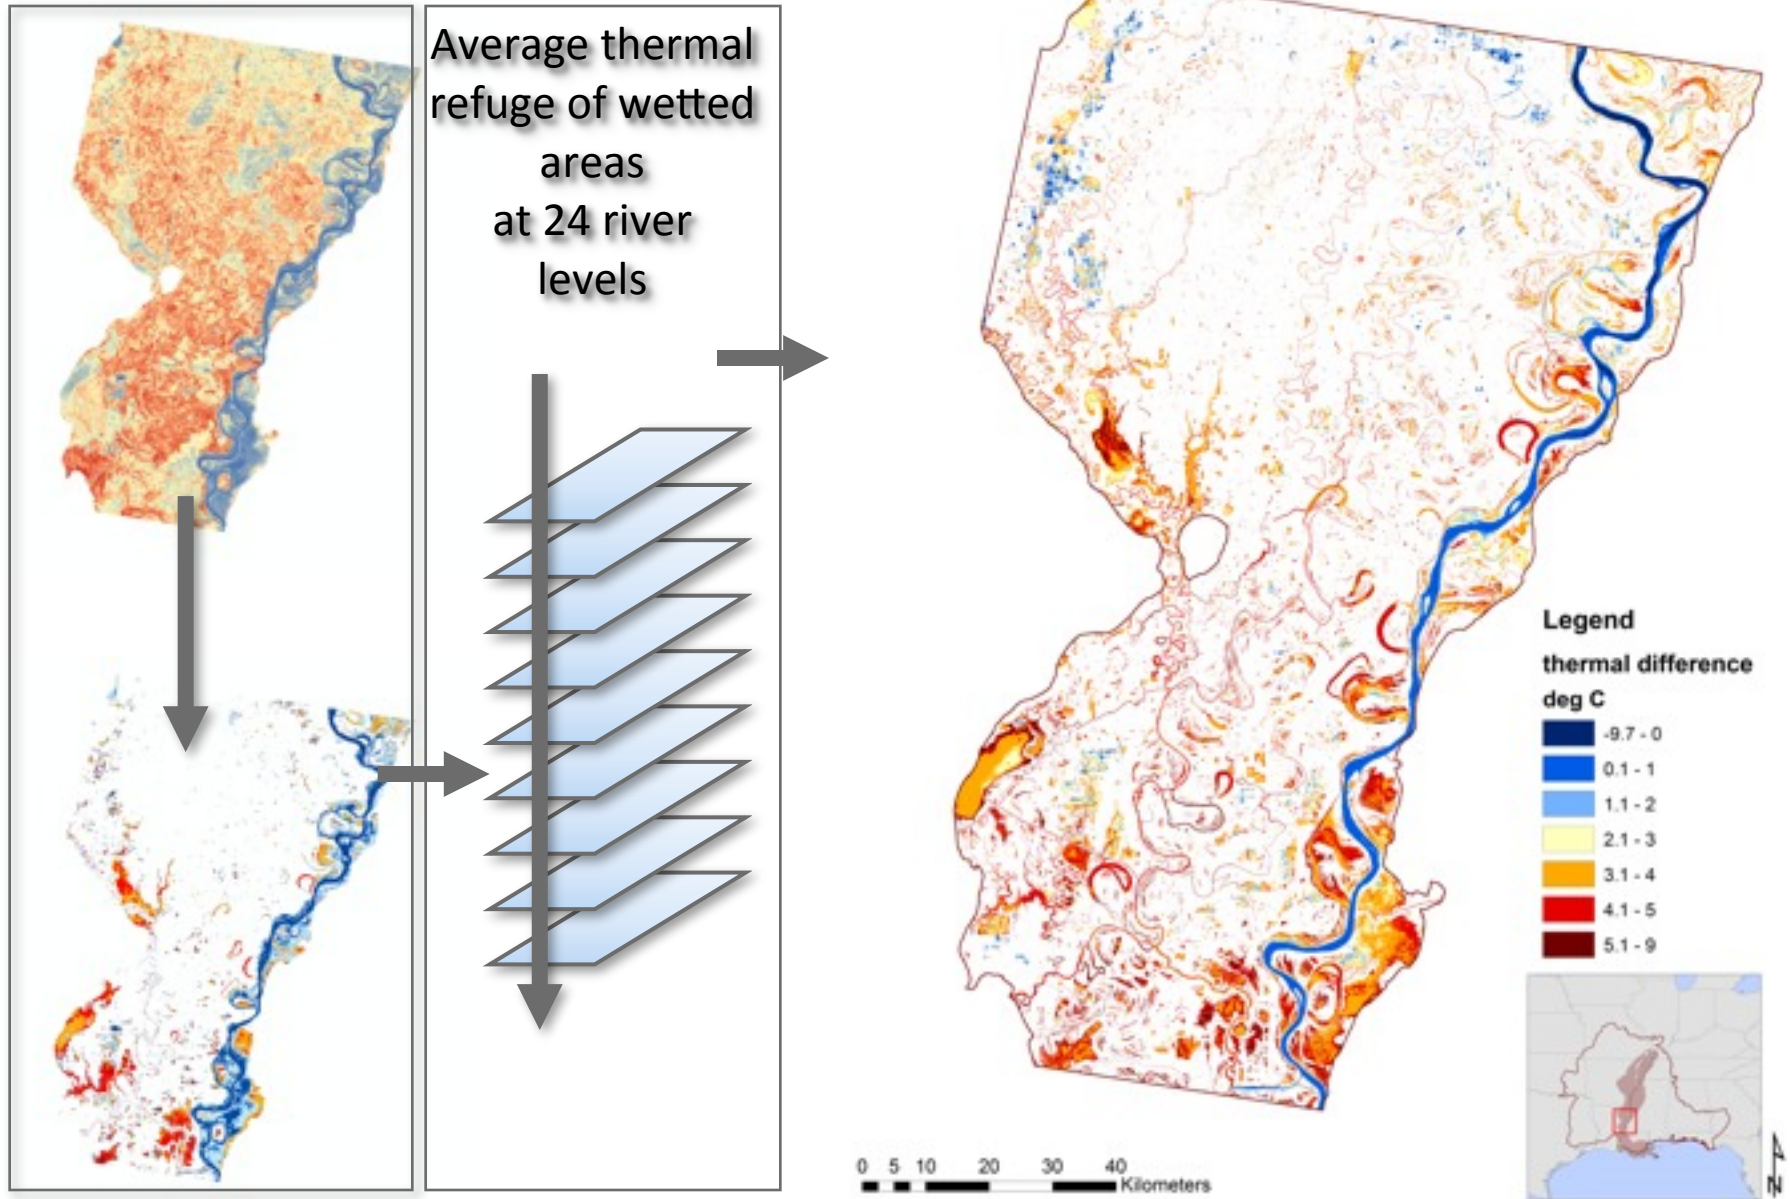 Average thermal
refuge of wetted
areas
at 24 river
levels
Legend
thermal difference
deg C
-9.7 - 0
0.1 - 1
1.1 - 2
2.1 - 3
3.1 - 4
4.1 - 5
5.1 - 9
0 5 10 20 30 40
Kilometers
N